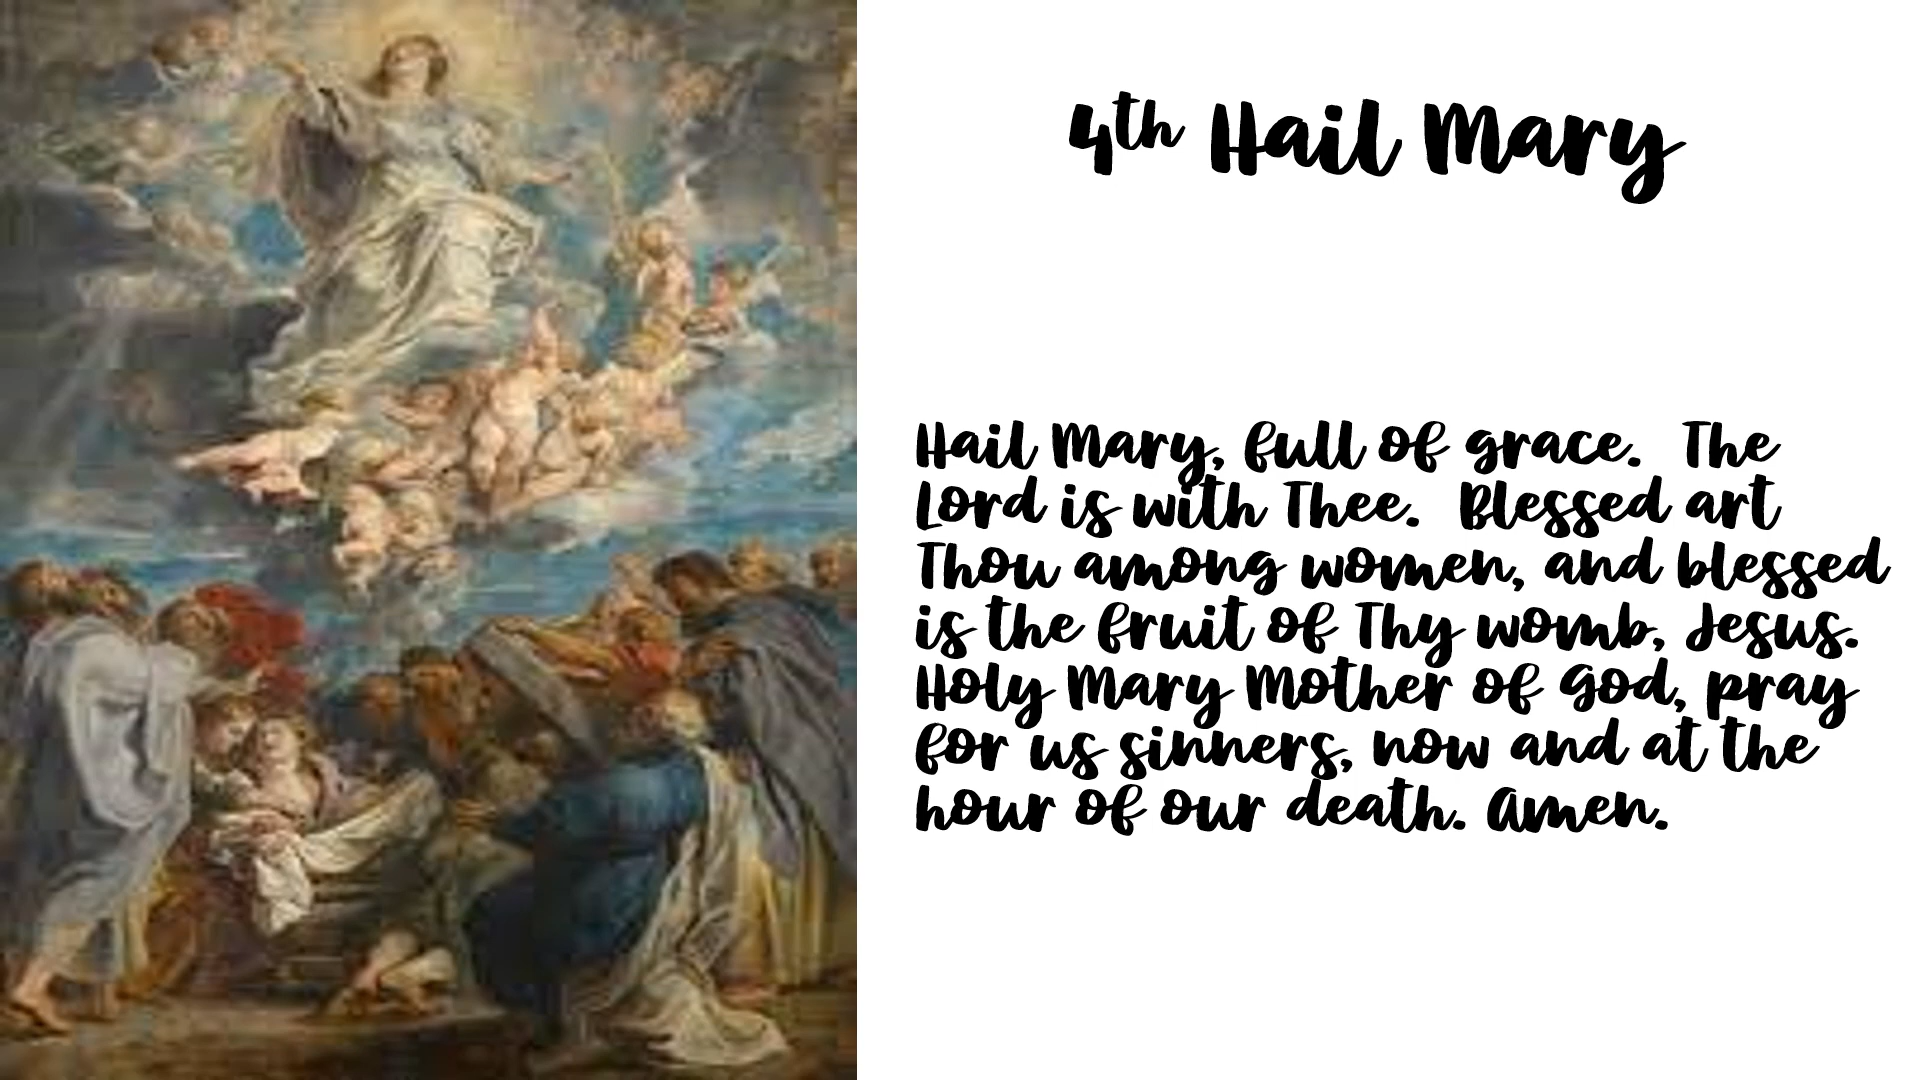 4th Hail Mary
Hail Mary, full of grace.  The
Lord is with Thee.  Blessed art
Thou among women, and blessed
is the fruit of Thy womb, Jesus.
Holy Mary Mother of God, pray
for us sinners, now and at the
hour of our death. Amen.